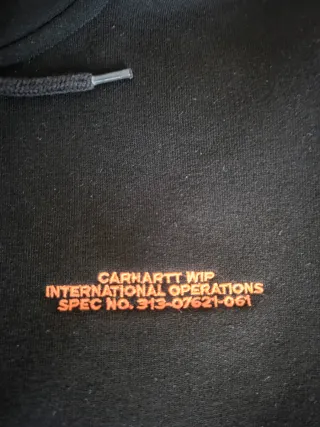 CARHARTT WIP
INTERNATIONAL OPERATIONS
SPEC NO. 313-07621-061